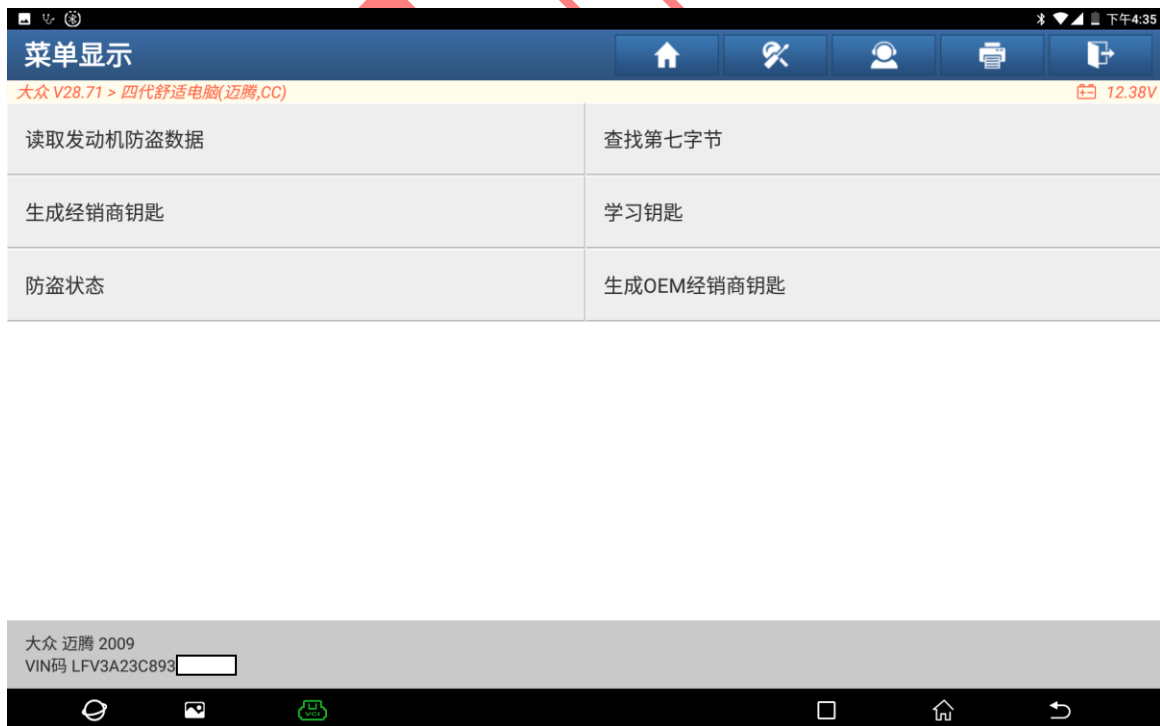 下午4:35
菜单显示
大众 V28.71 > 四代舒适电脑(迈腾,CC)
12.38V
读取发动机防盗数据
查找第七字节
生成经销商钥匙
学习钥匙
防盗状态
生成OEM经销商钥匙
大众 迈腾 2009
VIN码 LFV3A23C893
VCI